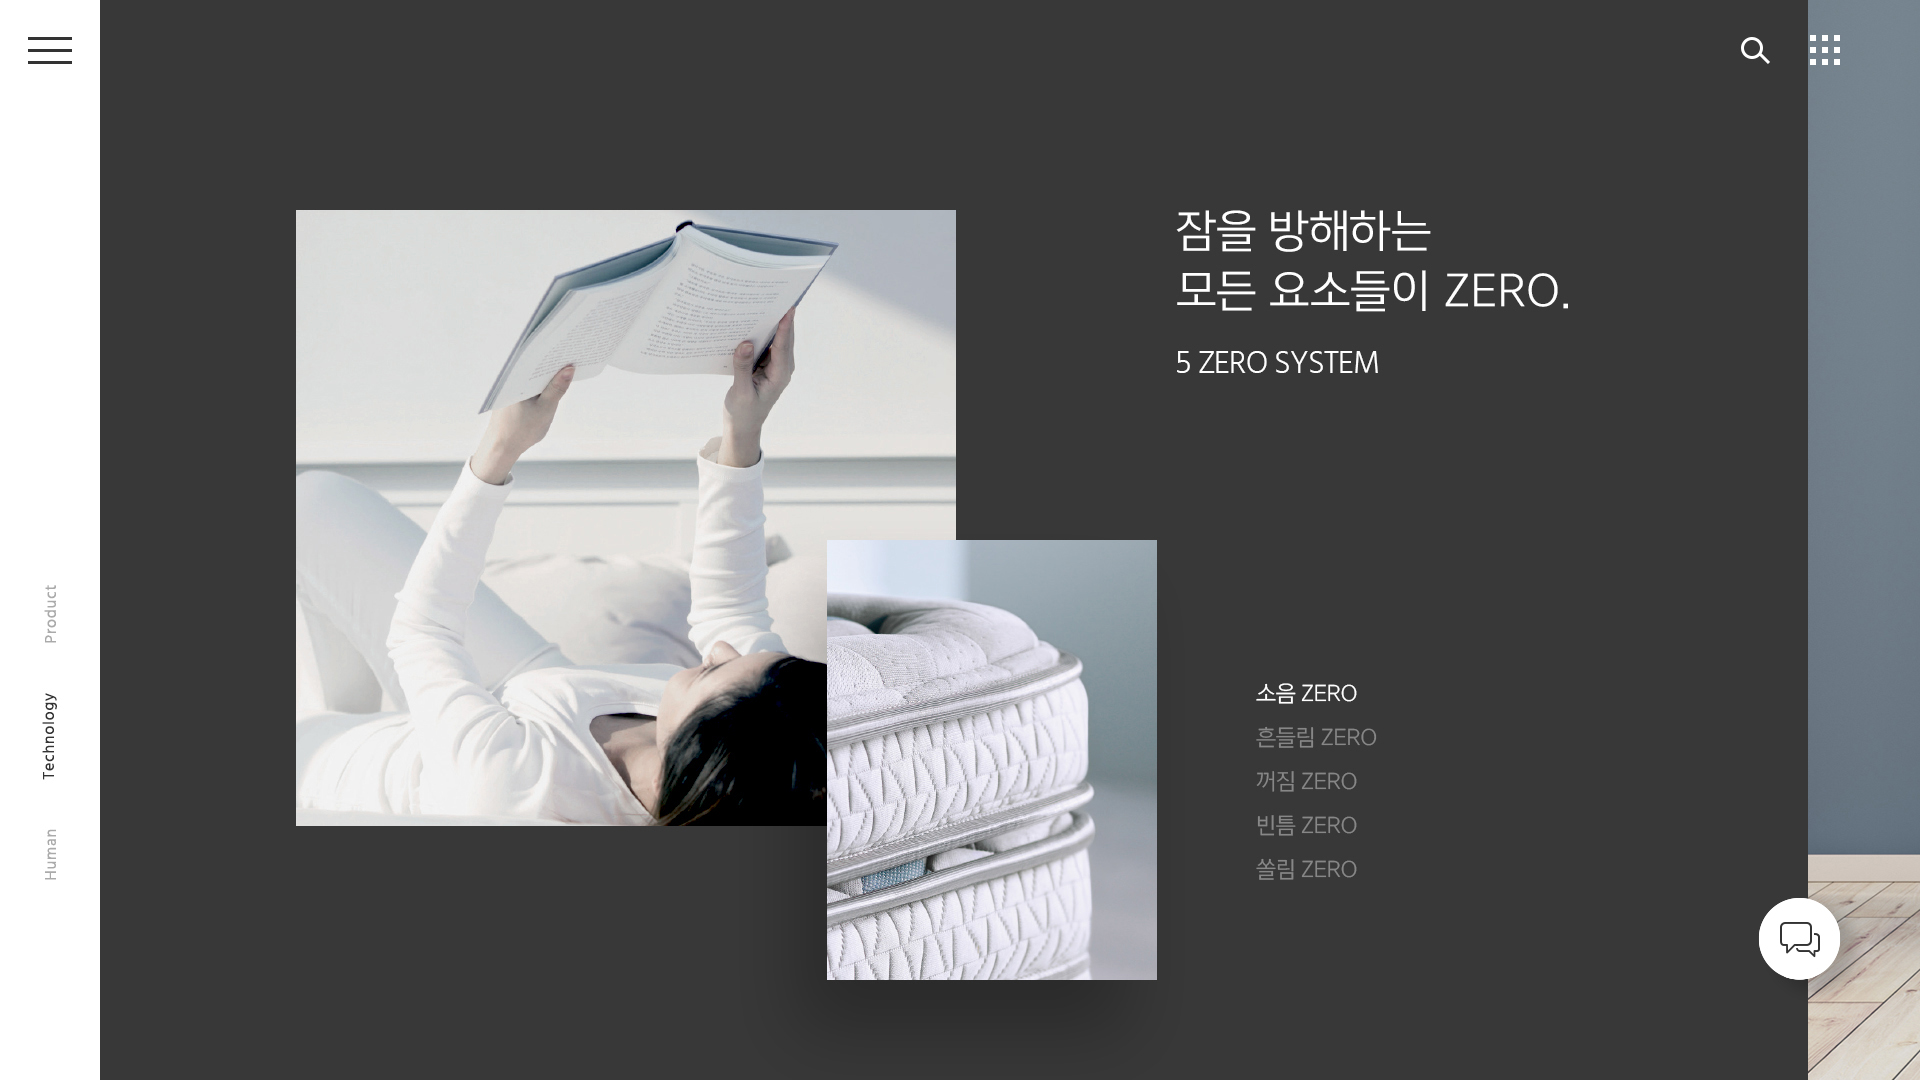 잠을 방해하는
모든 요소들이 ZERO.
5 ZERO SYSTEM
소음 ZERO
흔들림 ZERO
꺼짐 ZERO
빈틈 ZERO
쏠림 ZERO
Product
Technology
Human